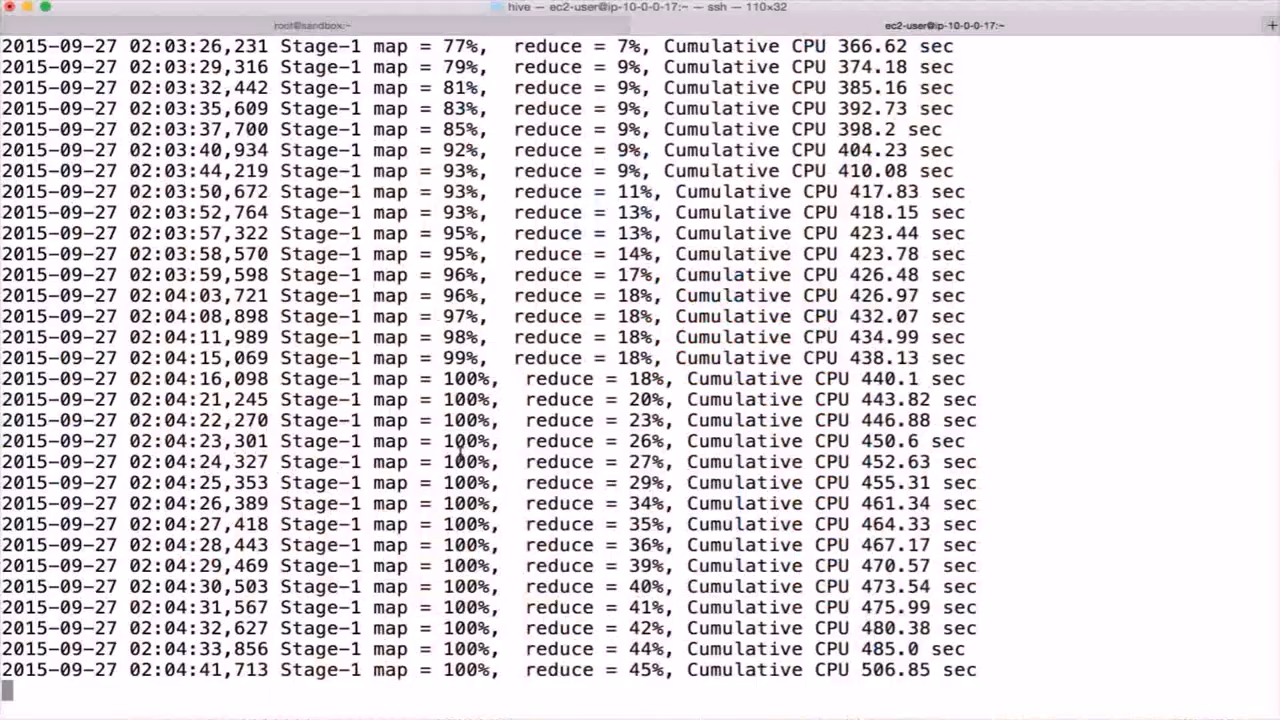 hive — ec2-user@ip-10-0-0-17:~ — ssh — 110x32
root@sandbox:~ ec2-user@ip-10-0-0-17:~ +
2015-09-27 02:03:26,231 Stage-1 map = 77%,  reduce = 7%, Cumulative CPU 366.62 sec
2015-09-27 02:03:29,316 Stage-1 map = 79%,  reduce = 9%, Cumulative CPU 374.18 sec
2015-09-27 02:03:32,442 Stage-1 map = 81%,  reduce = 9%, Cumulative CPU 385.16 sec
2015-09-27 02:03:35,609 Stage-1 map = 83%,  reduce = 9%, Cumulative CPU 392.73 sec
2015-09-27 02:03:37,700 Stage-1 map = 85%,  reduce = 9%, Cumulative CPU 398.2 sec
2015-09-27 02:03:40,934 Stage-1 map = 92%,  reduce = 9%, Cumulative CPU 404.23 sec
2015-09-27 02:03:44,219 Stage-1 map = 93%,  reduce = 9%, Cumulative CPU 410.08 sec
2015-09-27 02:03:50,672 Stage-1 map = 93%,  reduce = 11%, Cumulative CPU 417.83 sec
2015-09-27 02:03:52,764 Stage-1 map = 93%,  reduce = 13%, Cumulative CPU 418.15 sec
2015-09-27 02:03:57,322 Stage-1 map = 95%,  reduce = 13%, Cumulative CPU 423.44 sec
2015-09-27 02:03:58,570 Stage-1 map = 95%,  reduce = 14%, Cumulative CPU 423.78 sec
2015-09-27 02:03:59,598 Stage-1 map = 96%,  reduce = 17%, Cumulative CPU 426.48 sec
2015-09-27 02:04:03,721 Stage-1 map = 96%,  reduce = 18%, Cumulative CPU 426.97 sec
2015-09-27 02:04:08,898 Stage-1 map = 97%,  reduce = 18%, Cumulative CPU 432.07 sec
2015-09-27 02:04:11,989 Stage-1 map = 98%,  reduce = 18%, Cumulative CPU 434.99 sec
2015-09-27 02:04:15,069 Stage-1 map = 99%,  reduce = 18%, Cumulative CPU 438.13 sec
2015-09-27 02:04:16,098 Stage-1 map = 100%,  reduce = 18%, Cumulative CPU 440.1 sec
2015-09-27 02:04:21,245 Stage-1 map = 100%,  reduce = 20%, Cumulative CPU 443.82 sec
2015-09-27 02:04:22,270 Stage-1 map = 100%,  reduce = 23%, Cumulative CPU 446.88 sec
2015-09-27 02:04:23,301 Stage-1 map = 100%,  reduce = 26%, Cumulative CPU 450.6 sec
2015-09-27 02:04:24,327 Stage-1 map = 100%,  reduce = 27%, Cumulative CPU 452.63 sec
2015-09-27 02:04:25,353 Stage-1 map = 100%,  reduce = 29%, Cumulative CPU 455.31 sec
2015-09-27 02:04:26,389 Stage-1 map = 100%,  reduce = 34%, Cumulative CPU 461.34 sec
2015-09-27 02:04:27,418 Stage-1 map = 100%,  reduce = 35%, Cumulative CPU 464.33 sec
2015-09-27 02:04:28,443 Stage-1 map = 100%,  reduce = 36%, Cumulative CPU 467.17 sec
2015-09-27 02:04:29,469 Stage-1 map = 100%,  reduce = 39%, Cumulative CPU 470.57 sec
2015-09-27 02:04:30,503 Stage-1 map = 100%,  reduce = 40%, Cumulative CPU 473.54 sec
2015-09-27 02:04:31,567 Stage-1 map = 100%,  reduce = 41%, Cumulative CPU 475.99 sec
2015-09-27 02:04:32,627 Stage-1 map = 100%,  reduce = 42%, Cumulative CPU 480.38 sec
2015-09-27 02:04:33,856 Stage-1 map = 100%,  reduce = 44%, Cumulative CPU 485.0 sec
2015-09-27 02:04:41,713 Stage-1 map = 100%,  reduce = 45%, Cumulative CPU 506.85 sec